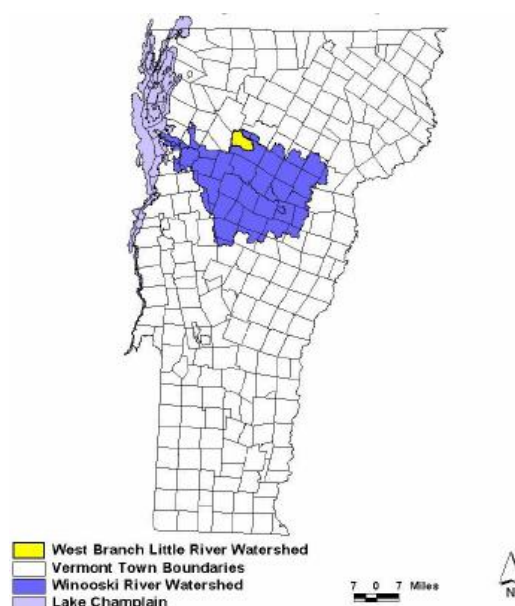 West Branch Little River Watershed
Vermont Town Boundaries
Winooski River Watershed
Lake Champlain
7 0 7 Miles
N